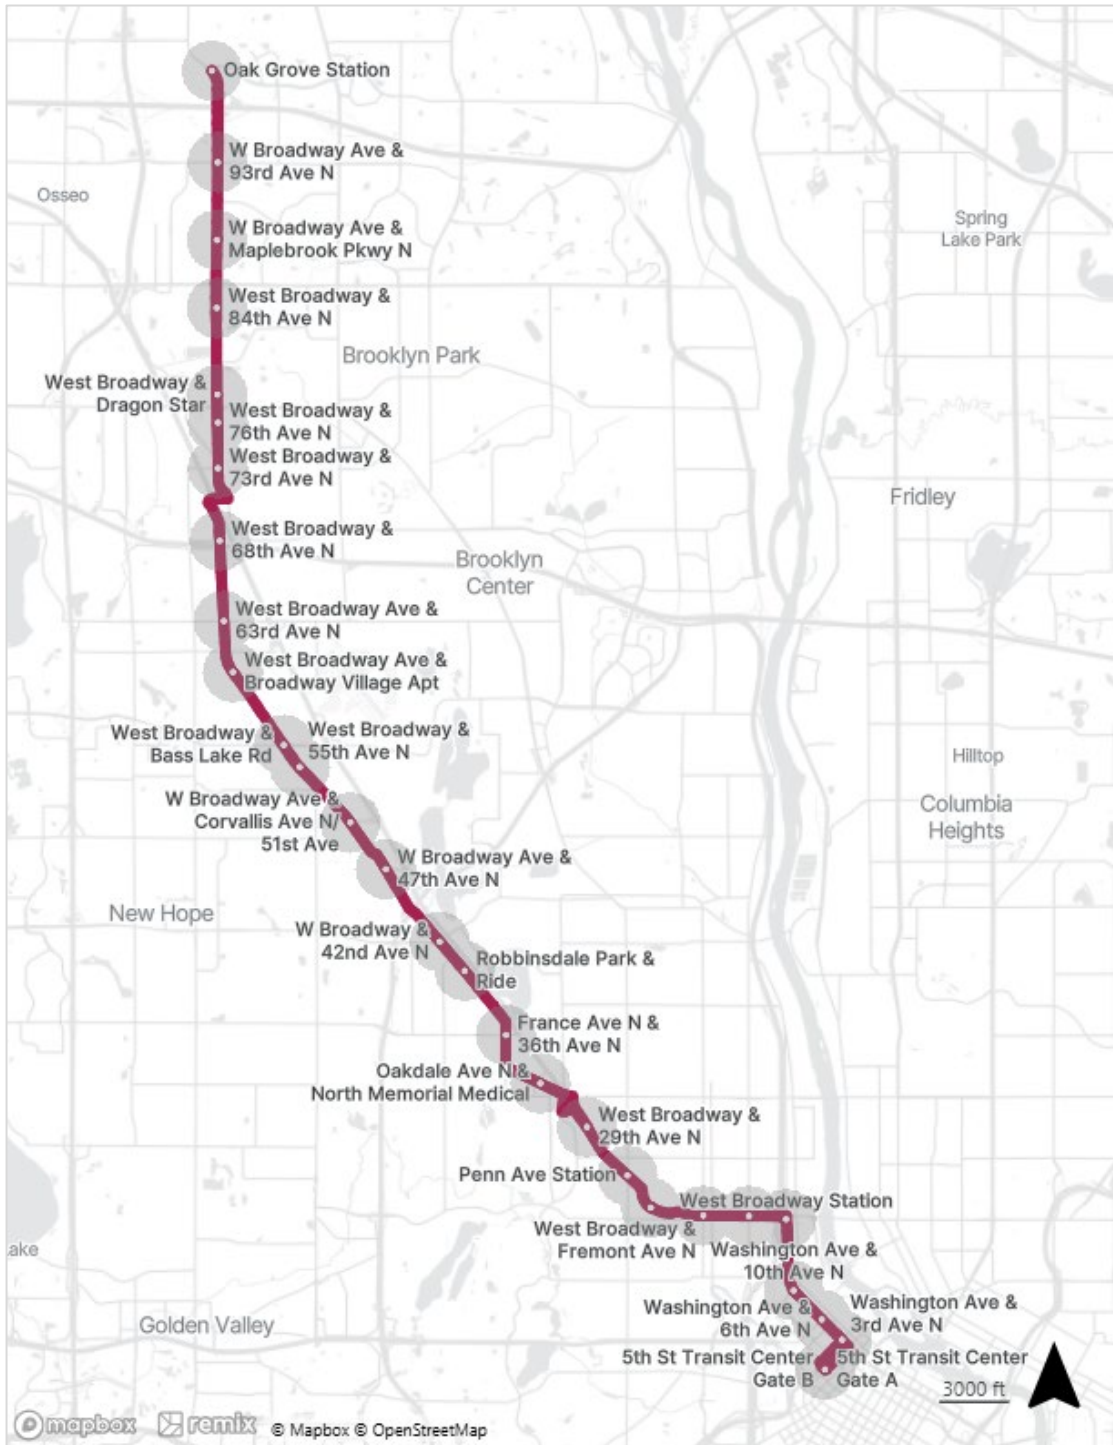 Oak Grove Station
W Broadway Ave &
93rd Ave N
Osseo
W Broadway Ave &
Maplebrook Pkwy N
Spring
Lake Park
West Broadway &
84th Ave N
Brooklyn Park
West Broadway &
Dragon Star
West Broadway &
76th Ave N
West Broadway &
73rd Ave N
Fridley
West Broadway &
68th Ave N
Brooklyn
Center
West Broadway Ave &
63rd Ave N
West Broadway Ave &
Broadway Village Apt
West Broadway &
Bass Lake Rd
West Broadway &
55th Ave N
Hilltop
W Broadway Ave &
Corvallis Ave N/
51st Ave
Columbia
Heights
W Broadway Ave &
47th Ave N
New Hope
W Broadway &
42nd Ave N
Robbinsdale Park &
Ride
France Ave N &
36th Ave N
Oakdale Ave N &
North Memorial Medical
West Broadway &
29th Ave N
Penn Ave Station
West Broadway Station
West Broadway &
Fremont Ave N
Washington Ave &
10th Ave N
ake
Washington Ave &
6th Ave N
Washington Ave &
3rd Ave N
Golden Valley
5th St Transit Center
Gate B
5th St Transit Center
Gate A
3000 ft
mapbox remix © Mapbox © OpenStreetMap